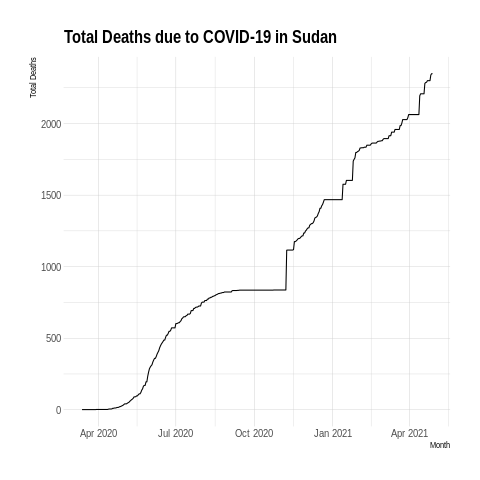 Total Deaths due to COVID-19 in Sudan
Total Deaths
2000
1500
1000
500
0
Apr 2020 Jul 2020 Oct 2020 Jan 2021 Apr 2021
Month